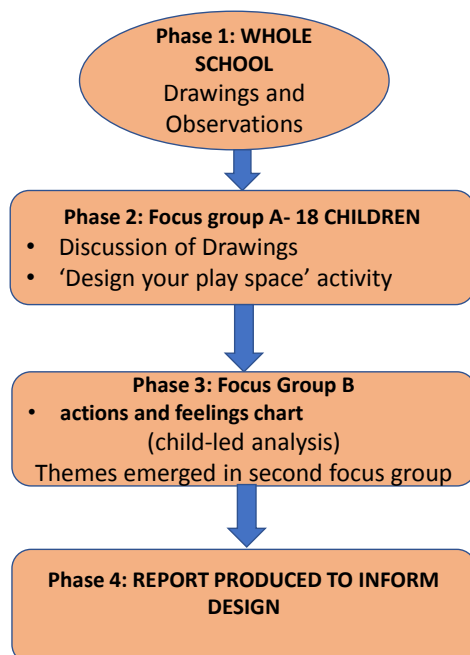 Phase 1: WHOLE
SCHOOL
Drawings and
Observations
Phase 2: Focus group A- 18 CHILDREN
• Discussion of Drawings
• ‘Design your play space’ activity
Phase 3: Focus Group B
• actions and feelings chart
(child-led analysis)
Themes emerged in second focus group
Phase 4: REPORT PRODUCED TO INFORM
DESIGN